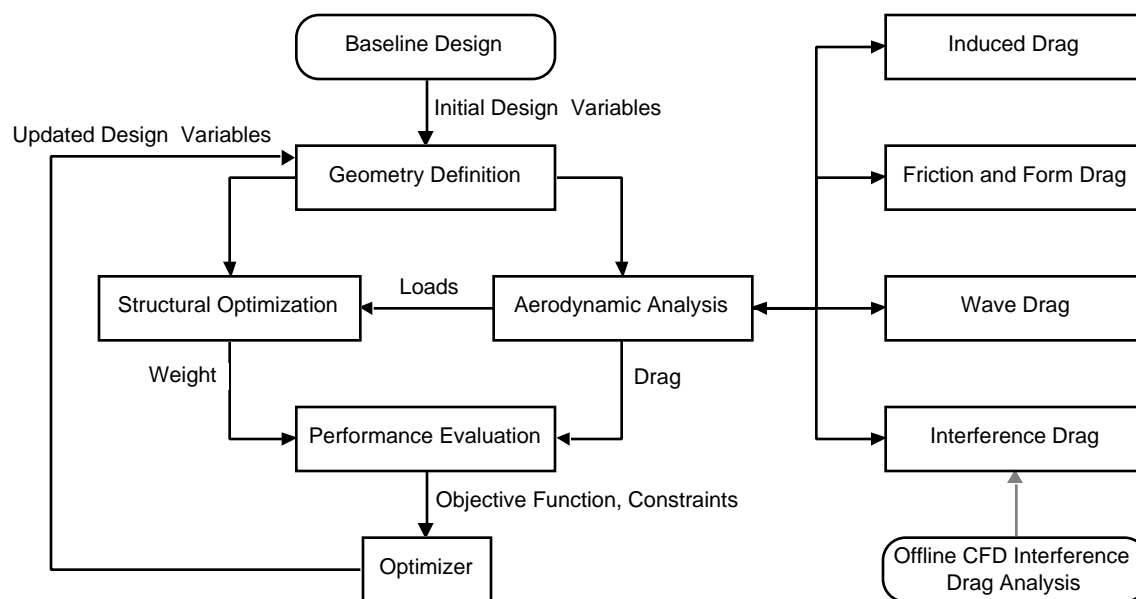 Baseline Design
Induced Drag
Initial Design Variables
Updated Design Variables
Geometry Definition
Friction and Form Drag
Loads
Structural Optimization
Aerodynamic Analysis
Wave Drag
Weight
Drag
Performance Evaluation
Interference Drag
Objective Function, Constraints
Optimizer
Offline CFD Interference
Drag Analysis